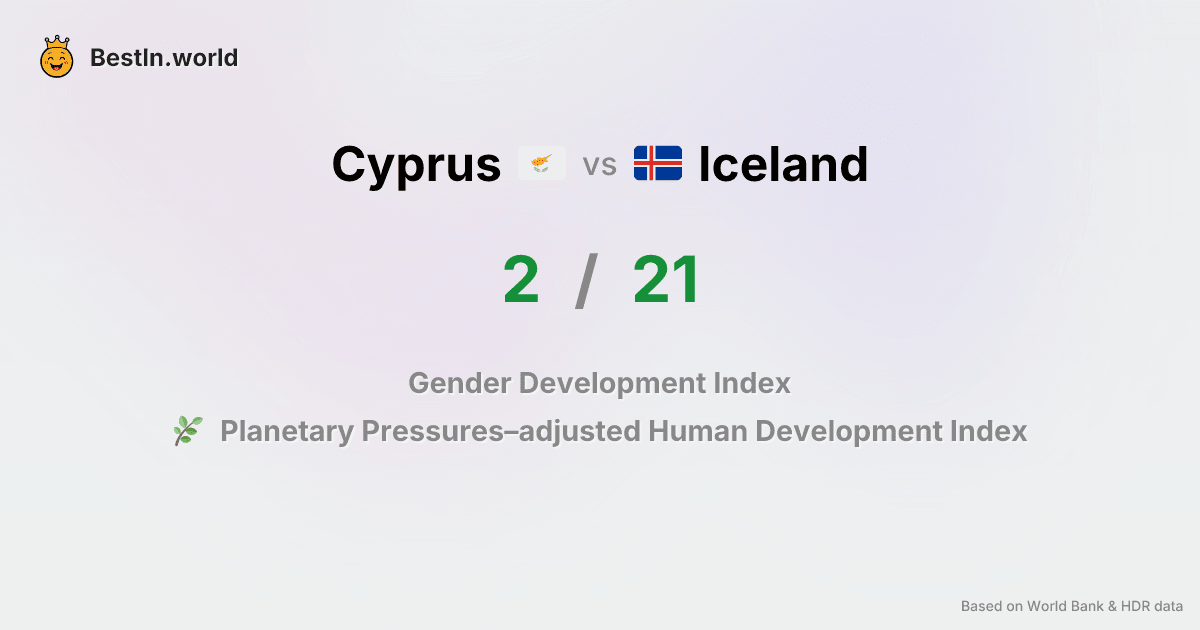 BestIn.world
Cyprus vs Iceland
2 / 21
Gender Development Index
Planetary Pressures–adjusted Human Development Index
Based on World Bank & HDR data